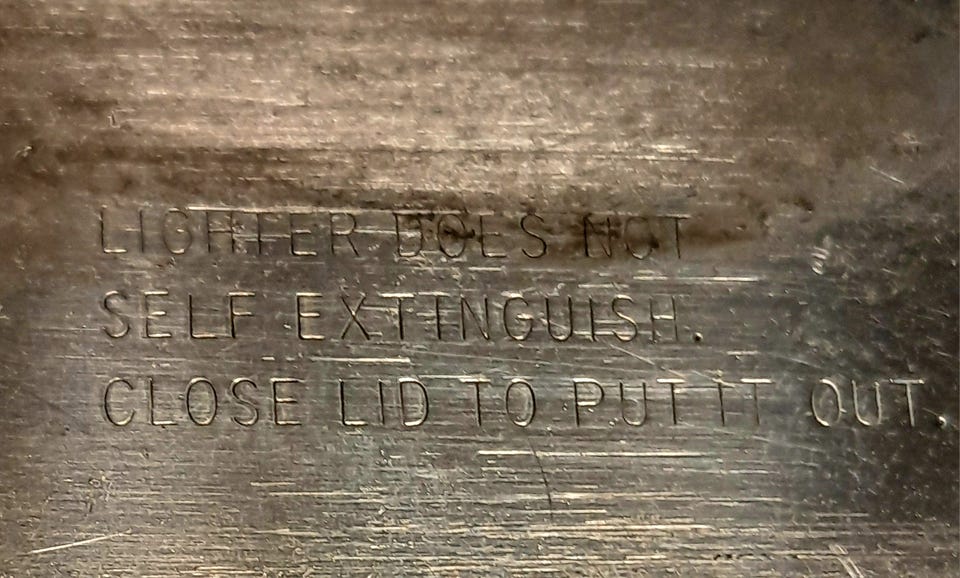 LIGHTER DOES NOT
SELF EXTINGUISH.
CLOSE LID TO PUT IT OUT.